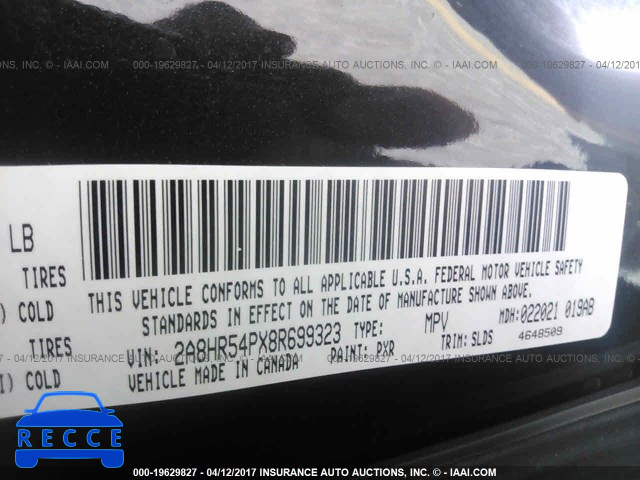 000-19629827 - 04/12/2017 INSURANCE AUTO AUCTIONS, INC. - IAAI.COM
LB
TIRES
) COLD
TIRES
I) COLD
THIS VEHICLE CONFORMS TO ALL APPLICABLE U.S.A. FEDERAL MOTOR VEHICLE SAFETY
STANDARDS IN EFFECT ON THE DATE OF MANUFACTURE SHOWN ABOVE.
VIN: 2A8HR54PX8R699323 TYPE: MPV MDH:022021 019AB
VEHICLE MADE IN CANADA PAINT: DXR TRIM: SLDS 4648509
RECCE
000-19629827 - 04/12/2017 INSURANCE AUTO AUCTIONS, INC. - IAAI.COM